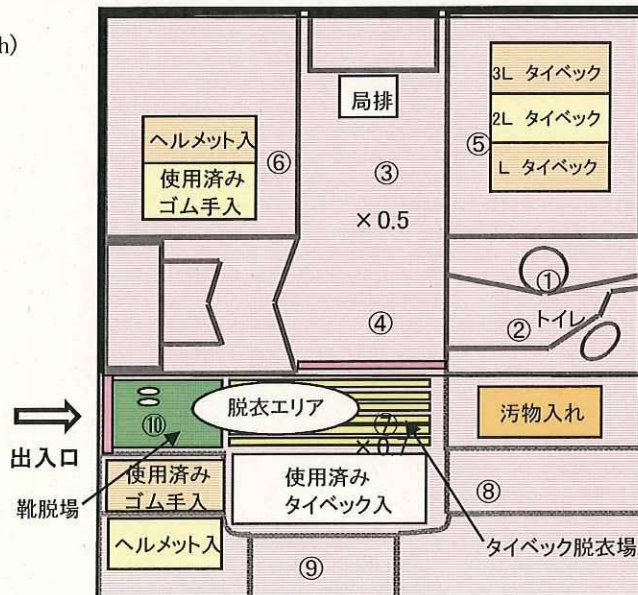 h)
3L タイベック
局排
2L タイベック
ヘルメット入
⑥
③
⑤
L タイベック
使用済み
ゴム手入
×0.5
①
④
②
トイレ
脱衣エリア
⑩
⑦
×0.7
汚物入れ
出入口
使用済み
ゴム手入
使用済み
タイベック入
靴脱場
⑧
ヘルメット入
タイベック脱衣場
⑨